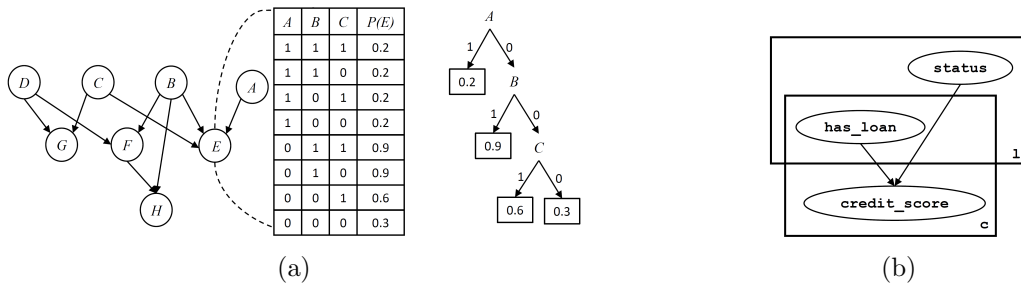 D C B A
G F E
H
A B C P(E)
1 1 1 0.2
1 1 0 0.2
1 0 1 0.2
1 0 0 0.2
0 1 1 0.9
0 1 0 0.9
0 0 1 0.6
0 0 0 0.3
A
1 0
0.2 B
1 0
0.9 C
1 0
0.6 0.3
(a)
status
has_loan
l
credit_score
c
(b)